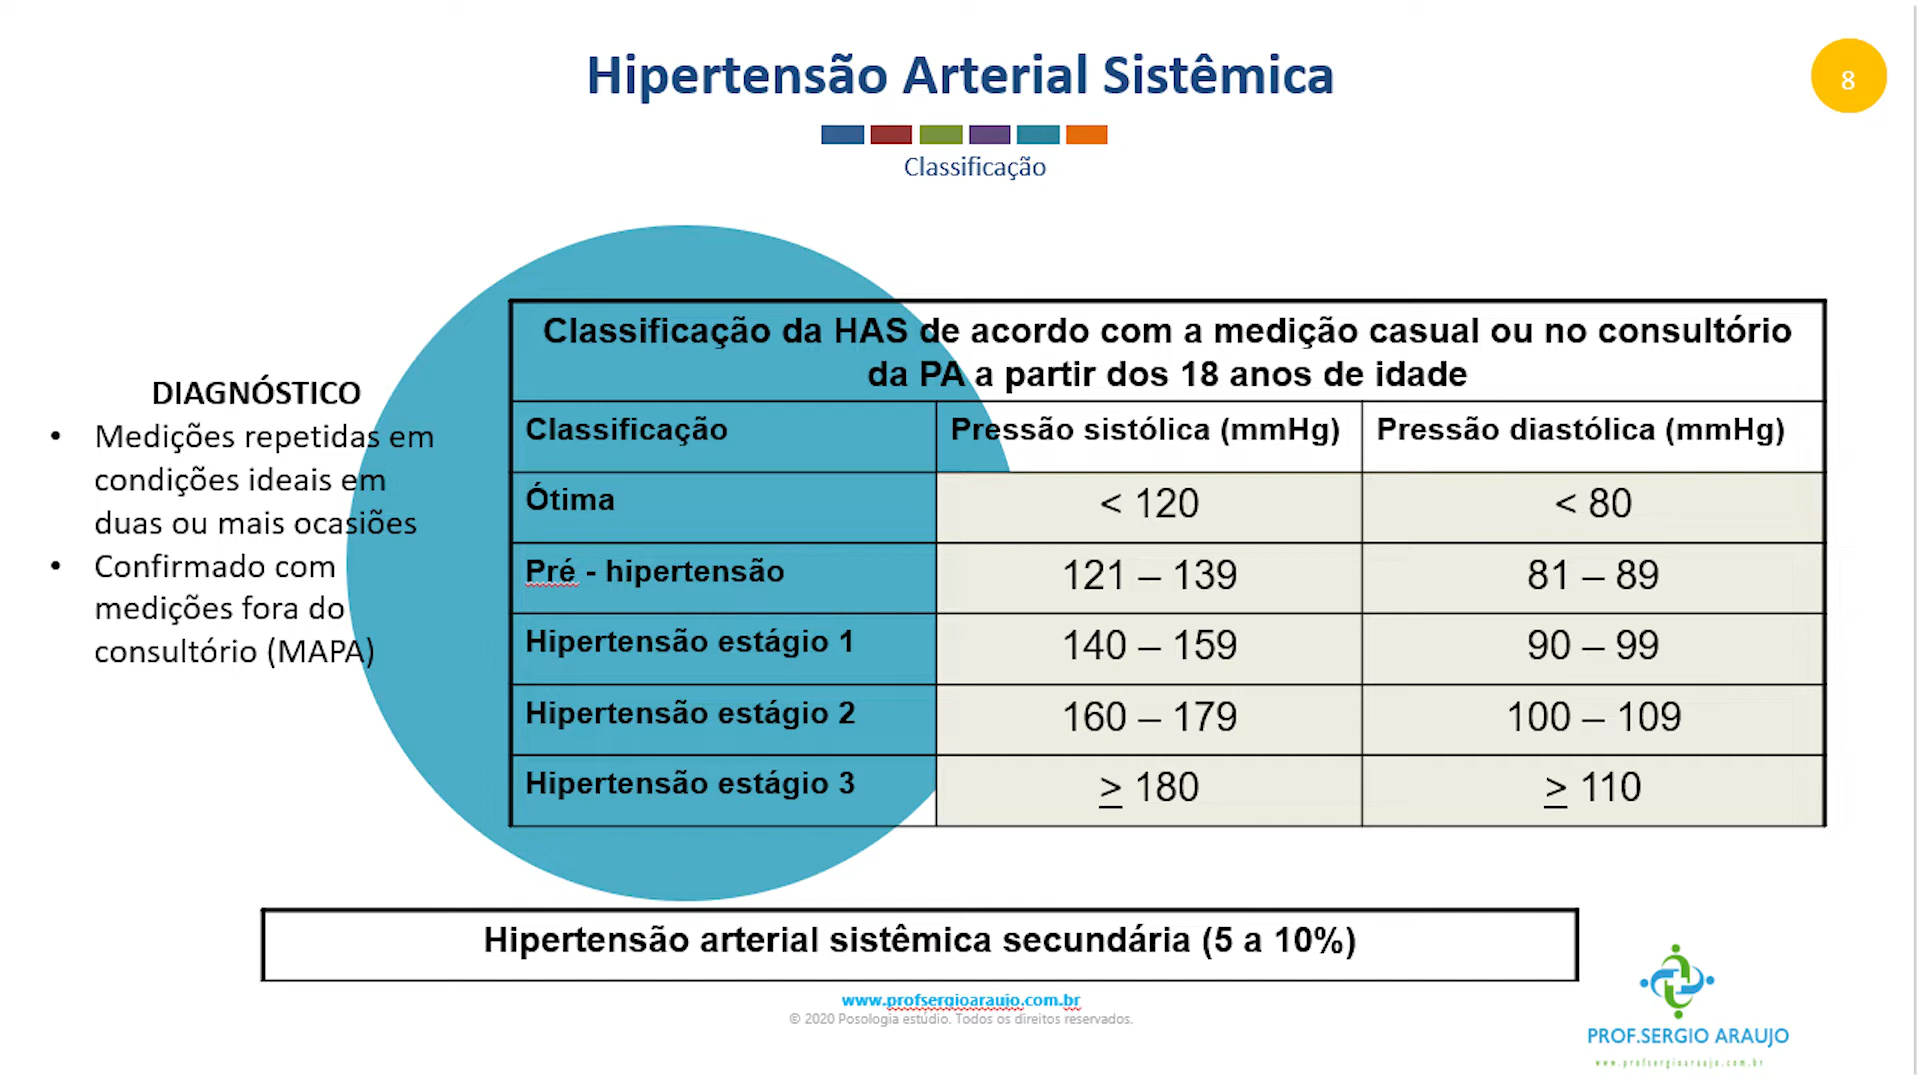 Hipertensão Arterial Sistêmica
8
Classificação
DIAGNÓSTICO
• Medições repetidas em
condições ideais em
duas ou mais ocasiões
• Confirmado com
medições fora do
consultório (MAPA)
Classificação da HAS de acordo com a medição casual ou no consultório
da PA a partir dos 18 anos de idade
Classificação Pressão sistólica (mmHg) Pressão diastólica (mmHg)
Ótima < 120 < 80
Pré - hipertensão 121 – 139 81 – 89
Hipertensão estágio 1 140 – 159 90 – 99
Hipertensão estágio 2 160 – 179 100 – 109
Hipertensão estágio 3 ≥ 180 ≥ 110
Hipertensão arterial sistêmica secundária (5 a 10%)
www.profsergioaraujo.com.br
© 2020 Posologia estúdio. Todos os direitos reservados.
PROF.SERGIO ARAUJO
www.profsergioaraujo.com.br